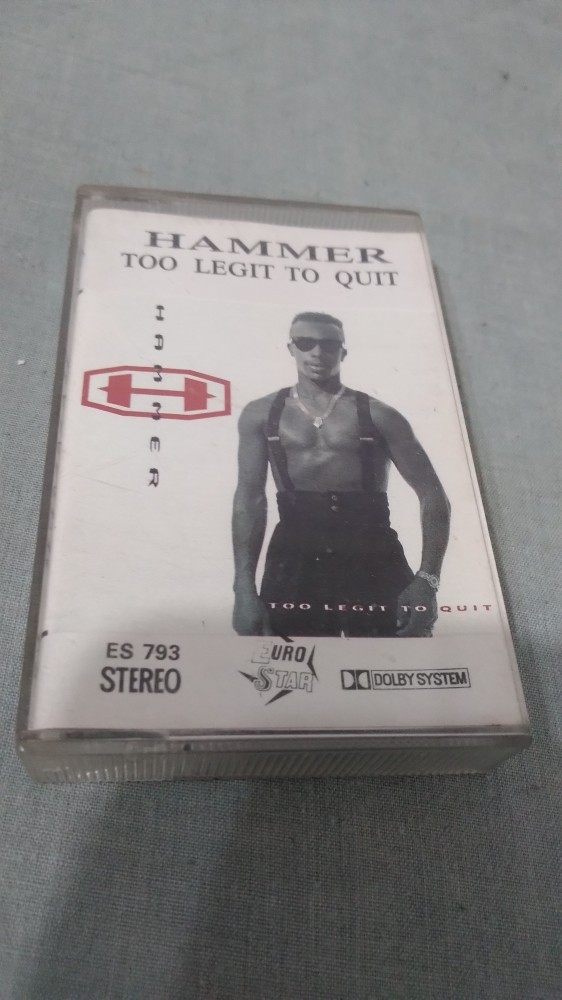 HAMMER
TOO LEGIT TO QUIT
HAMMER
H
TOO LEGIT TO QUIT
ES 793
STEREO
EURO
STAR
DOLBY SYSTEM